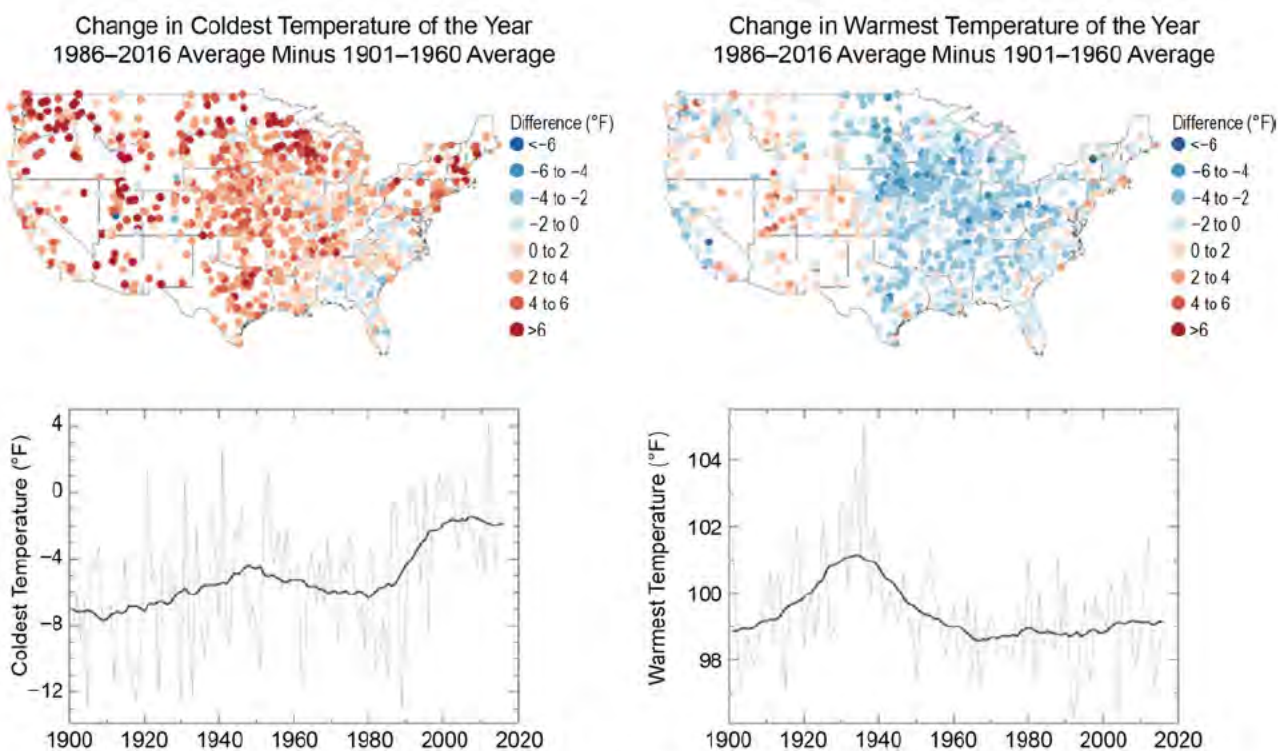 Change in Coldest Temperature of the Year
1986–2016 Average Minus 1901–1960 Average
Difference (°F)
<−6
−6 to −4
−4 to −2
−2 to 0
0 to 2
2 to 4
4 to 6
>6
Change in Warmest Temperature of the Year
1986–2016 Average Minus 1901–1960 Average
Difference (°F)
<−6
−6 to −4
−4 to −2
−2 to 0
0 to 2
2 to 4
4 to 6
>6
Coldest Temperature (°F)
4
0
−4
−8
−12
1900 1920 1940 1960 1980 2000 2020
Warmest Temperature (°F)
104
102
100
98
1900 1920 1940 1960 1980 2000 2020